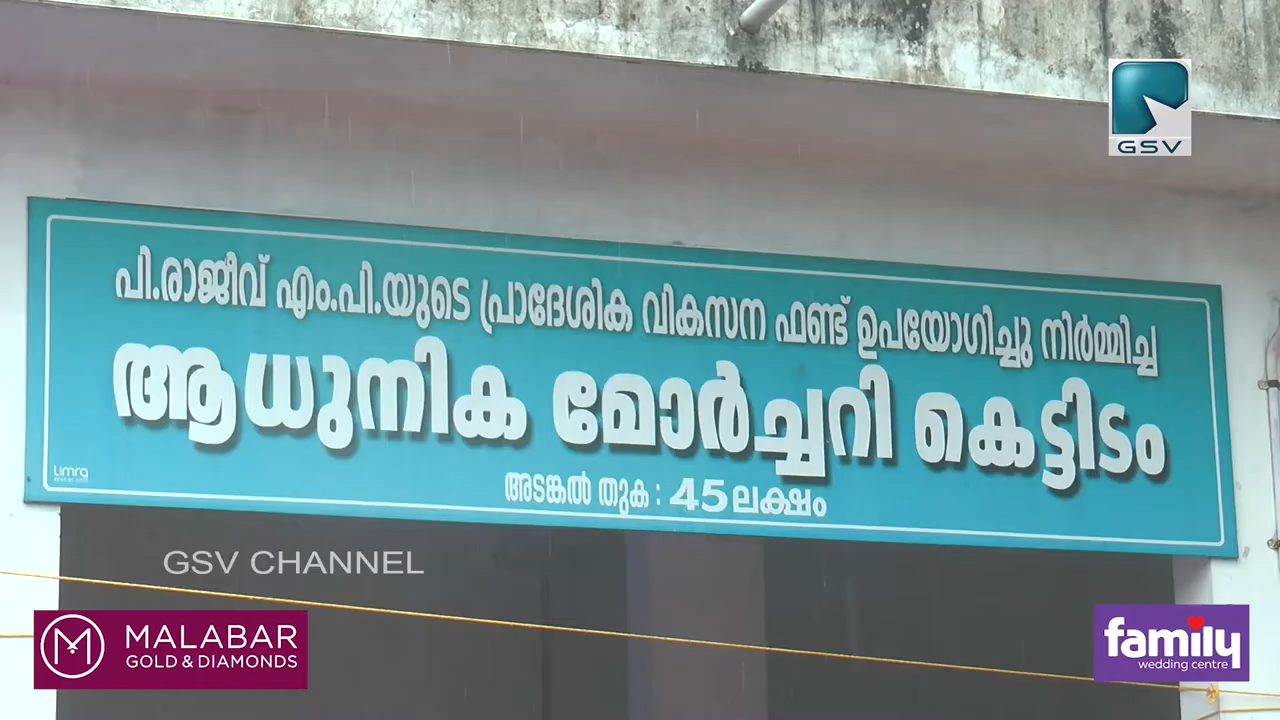 GSV
പി.രാജീവ് എം.പി.യുടെ പ്രാദേശിക വികസന ഫണ്ട് ഉപയോഗിച്ചു നിർമ്മിച്ച
ആധുനിക മോർച്ചറി കെട്ടിടം
അടങ്കൽ തുക : 45 ലക്ഷം
Limra
GSV CHANNEL
MALABAR
GOLD & DIAMONDS
family
wedding centre